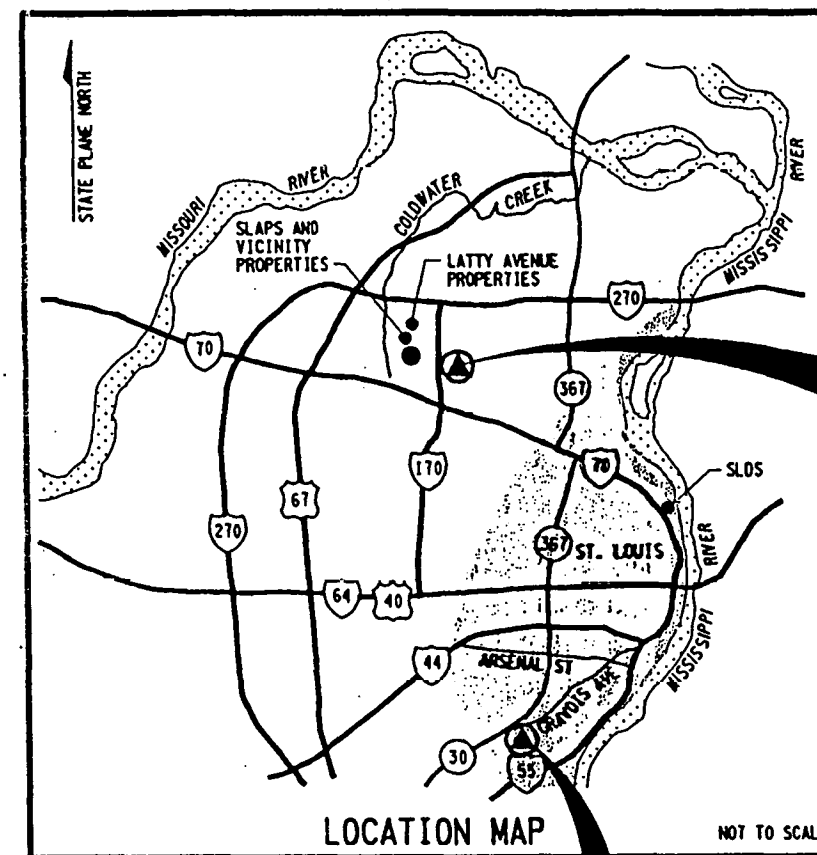 STATE PLANE NORTH
MISSOURI
RIVER
COLDWATER
CREEK
RIVER
MISSISSIPPI
SLAPS AND
VICINITY
PROPERTIES
LATTY AVENUE
PROPERTIES
270
70
367
170
70
SLDS
67
270
367
ST. LOUIS
RIVER
64
40
MISSISSIPPI
44
ARSENAL ST
GRAVOIS AVE
30
55
LOCATION MAP
NOT TO SCAL